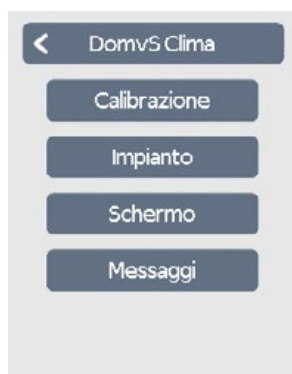 DomvS Clima
Calibrazione
Impianto
Schermo
Messaggi